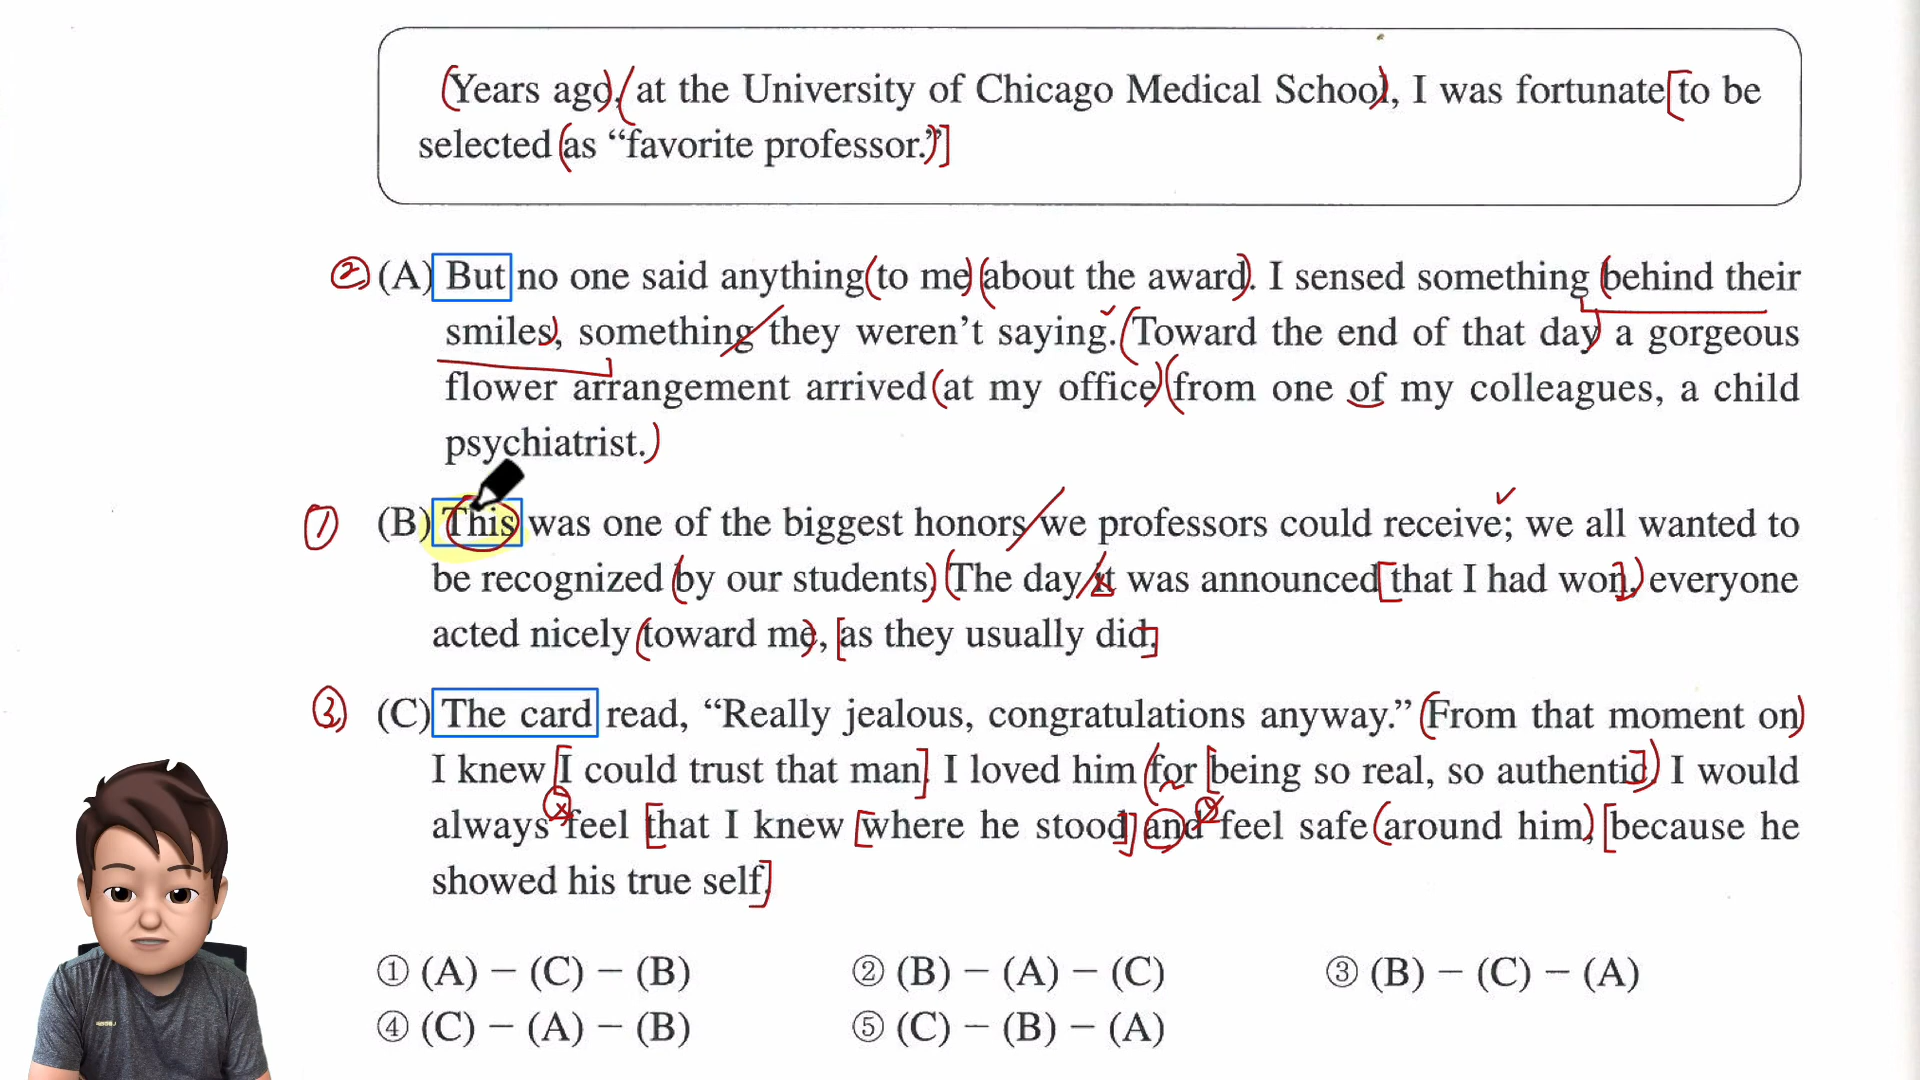 Years ago, at the University of Chicago Medical School, I was fortunate to be
selected as “favorite professor.”
② (A) But no one said anything to me about the award. I sensed something behind their
smiles, something they weren’t saying. Toward the end of that day a gorgeous
flower arrangement arrived at my office from one of my colleagues, a child
psychiatrist.
① (B) This was one of the biggest honors we professors could receive; we all wanted to
be recognized by our students. The day it was announced that I had won, everyone
acted nicely toward me, as they usually did.
③ (C) The card read, “Really jealous, congratulations anyway.” From that moment on
I knew I could trust that man. I loved him for being so real, so authentic. I would
always feel that I knew where he stood and feel safe around him, because he
showed his true self.
① (A) − (C) − (B) ② (B) − (A) − (C) ③ (B) − (C) − (A)
④ (C) − (A) − (B) ⑤ (C) − (B) − (A)